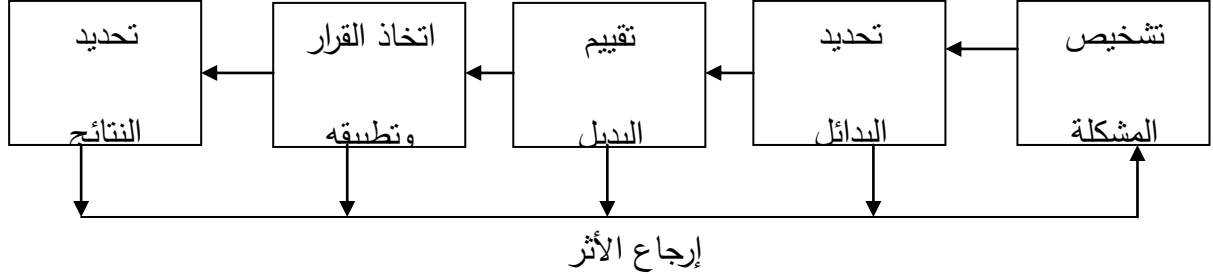 تشخيص
المشكلة
تحديد
البدائل
تقييم
البديل
اتخاذ القرار
وتطبيقه
تحديد
النتائج
إرجاع الأثر